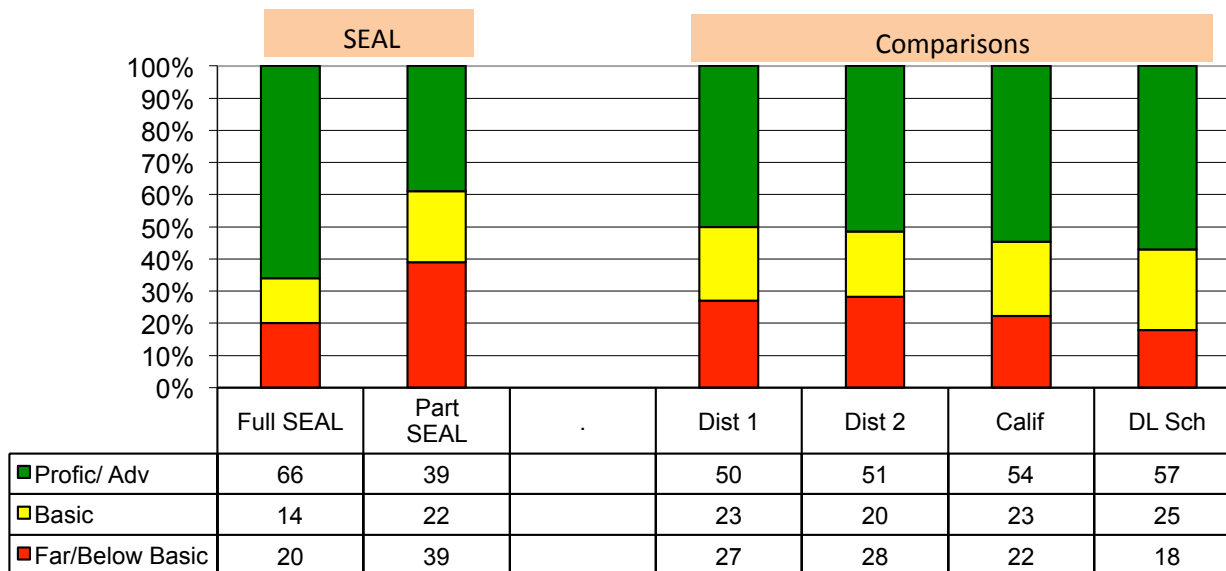 SEAL
Comparisons
100%
90%
80%
70%
60%
50%
40%
30%
20%
10%
0%
Full SEAL Part SEAL . Dist 1 Dist 2 Calif DL Sch
Profic/ Adv 66 39 50 51 54 57
Basic 14 22 23 20 23 25
Far/Below Basic 20 39 27 28 22 18